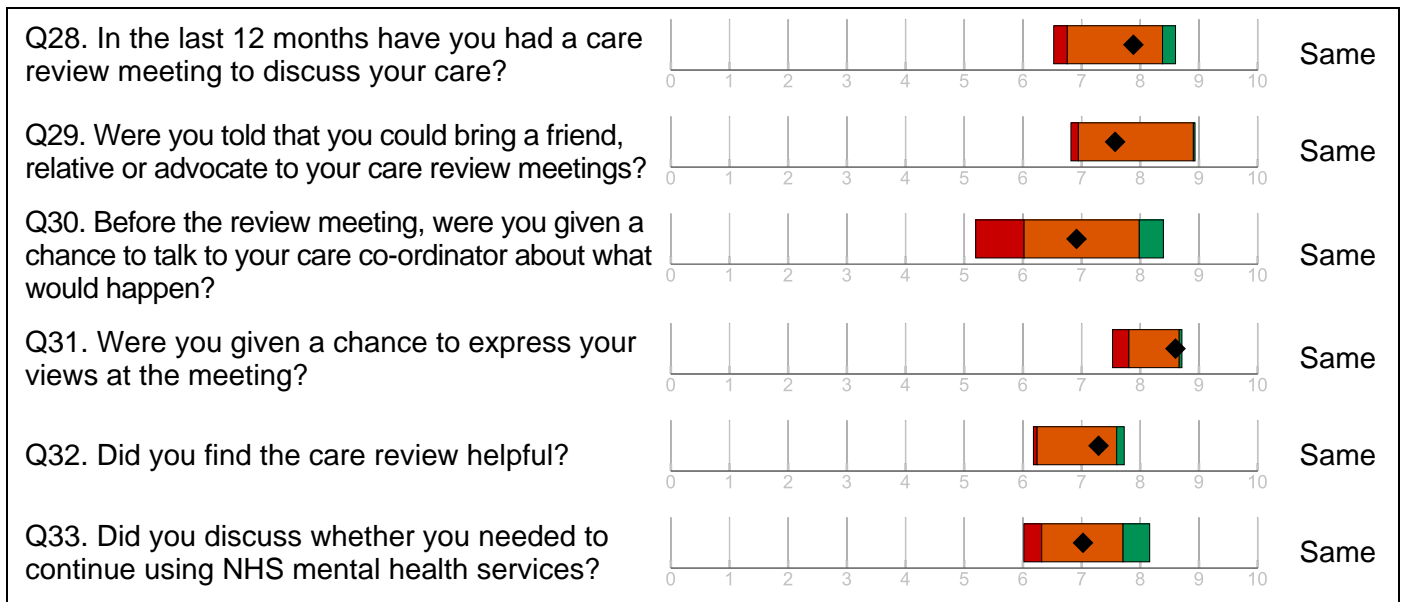 Q28. In the last 12 months have you had a care
review meeting to discuss your care?
0 1 2 3 4 5 6 7 8 9 10
Same
Q29. Were you told that you could bring a friend,
relative or advocate to your care review meetings?
0 1 2 3 4 5 6 7 8 9 10
Same
Q30. Before the review meeting, were you given a
chance to talk to your care co-ordinator about what
would happen?
0 1 2 3 4 5 6 7 8 9 10
Same
Q31. Were you given a chance to express your
views at the meeting?
0 1 2 3 4 5 6 7 8 9 10
Same
Q32. Did you find the care review helpful?
0 1 2 3 4 5 6 7 8 9 10
Same
Q33. Did you discuss whether you needed to
continue using NHS mental health services?
0 1 2 3 4 5 6 7 8 9 10
Same